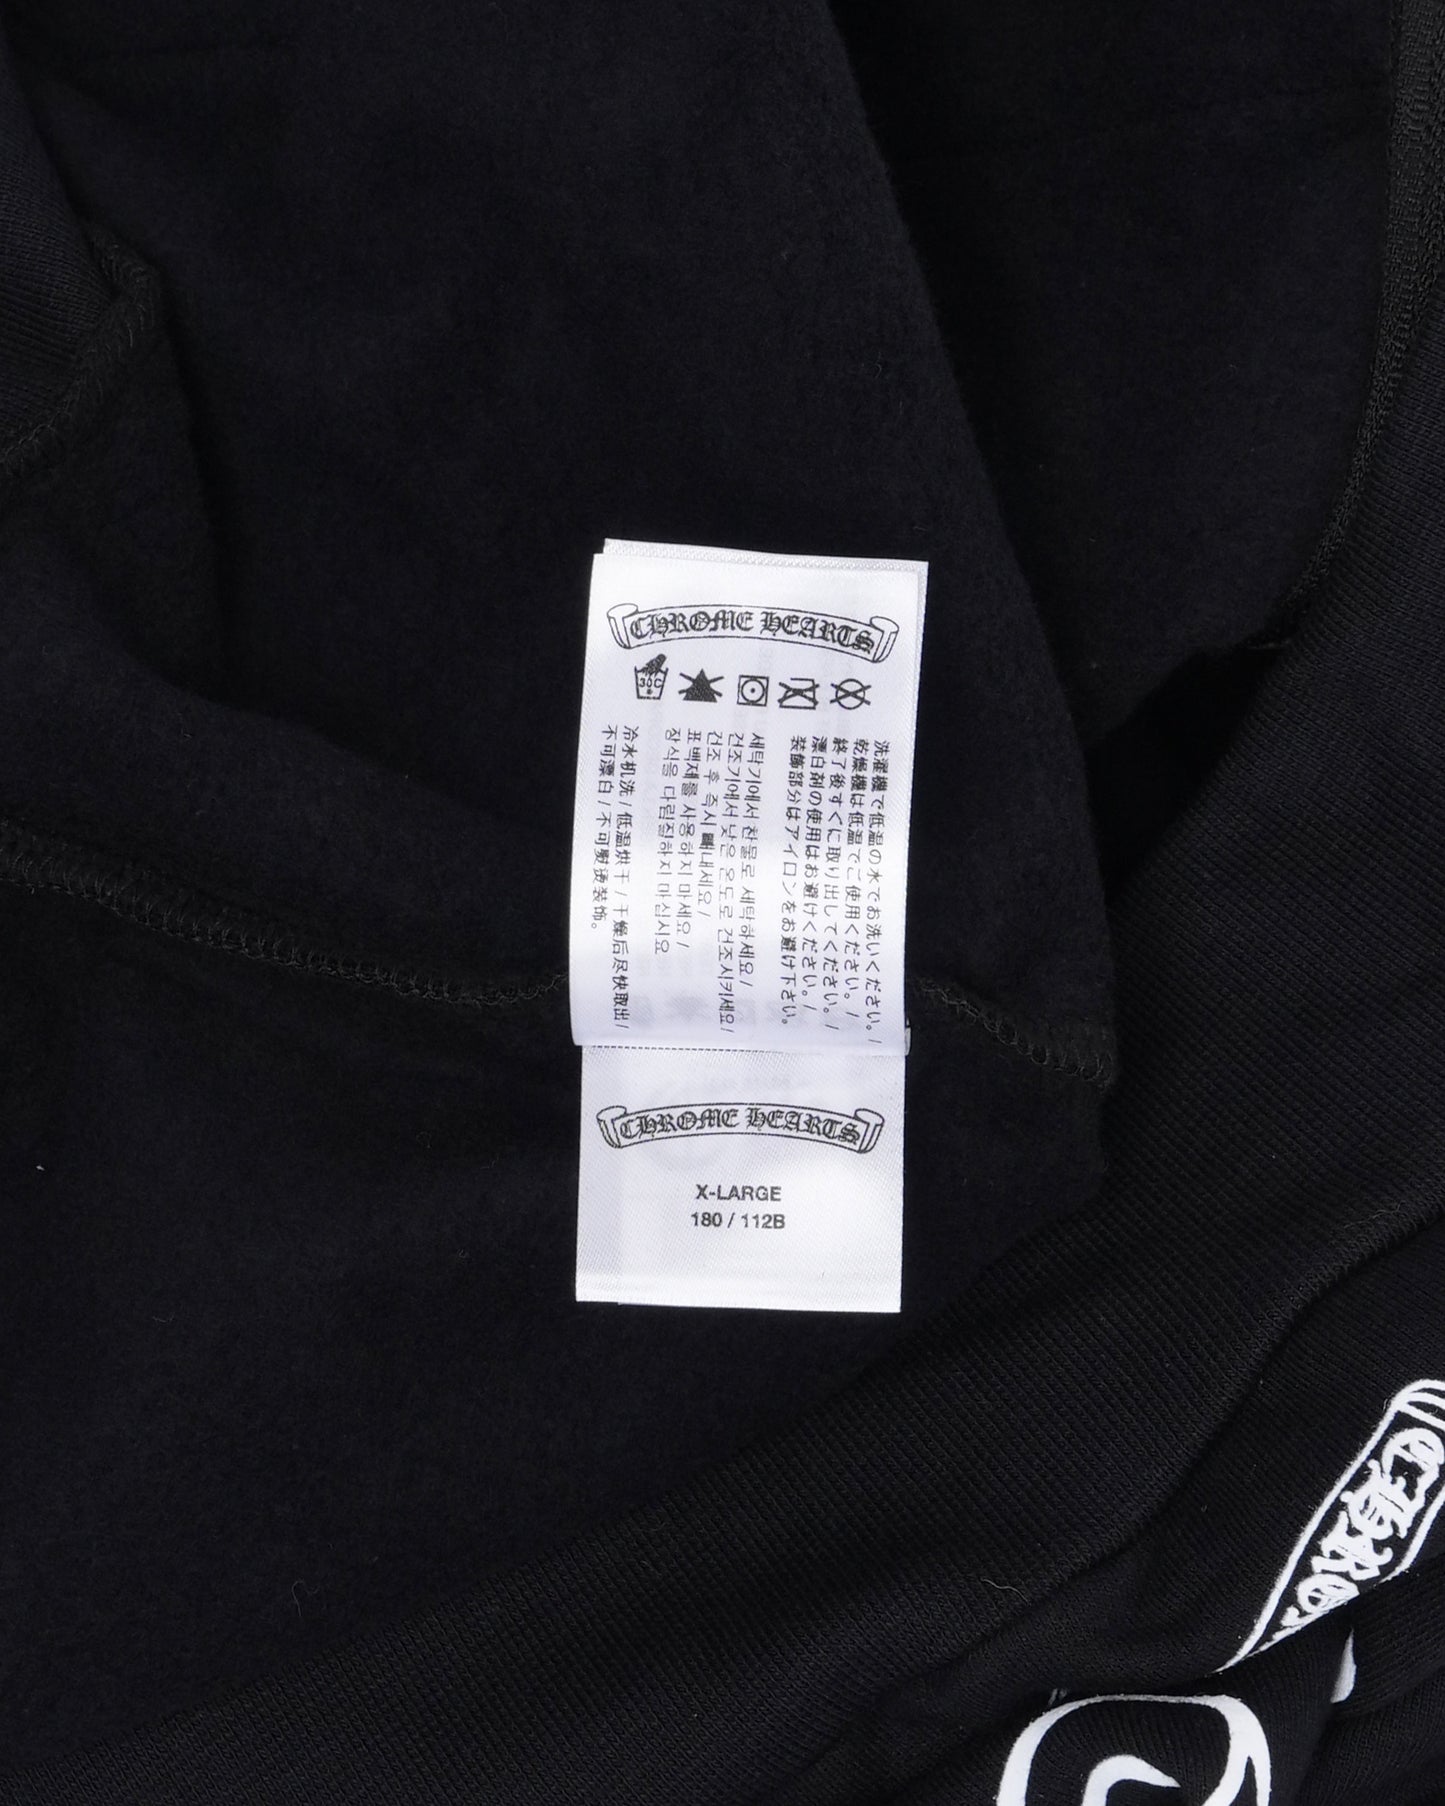 CHROME HEARTS
30C
洗濯機で低温の水でお洗いください。/
乾燥機は低温でご使用ください。/
終了後すぐに取り出してください。/
漂白剤の使用はお避けください。/
装飾部分はアイロンをお避け下さい。
세탁기에서 찬물로 세탁하세요/
건조기에서 낮은 온도로 건조시키세요/
건조 후 즉시 빼내세요/
표백제를 사용하지 마세요/
장식을 다림질하지 마십시요
冷水机洗/低温烘干/干燥后尽快取出/
不可漂白/不可熨烫装饰。
CHROME HEARTS
X-LARGE
180 / 112B
CHRO